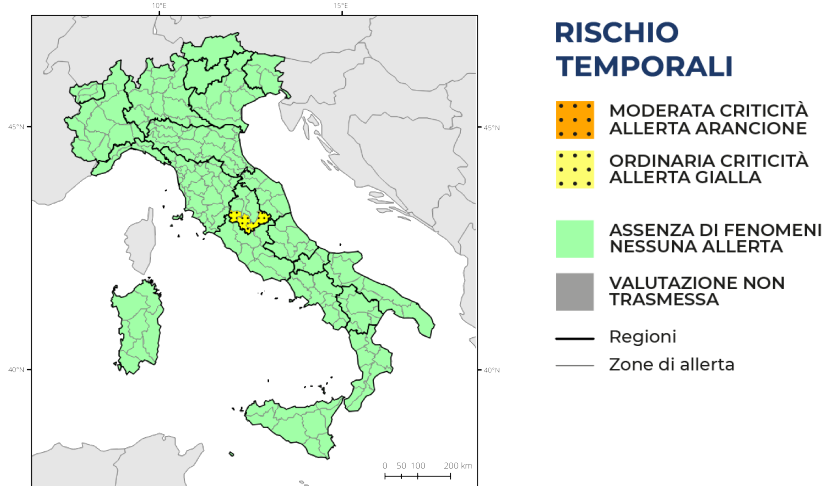 10°E
15°E
45°N
45°N
40°N
40°N
0 50 100 200 km
RISCHIO
TEMPORALI
MODERATA CRITICITÀ
ALLERTA ARANCIONE
ORDINARIA CRITICITÀ
ALLERTA GIALLA
ASSENZA DI FENOMENI
NESSUNA ALLERTA
VALUTAZIONE NON
TRASMESSA
Regioni
Zone di allerta